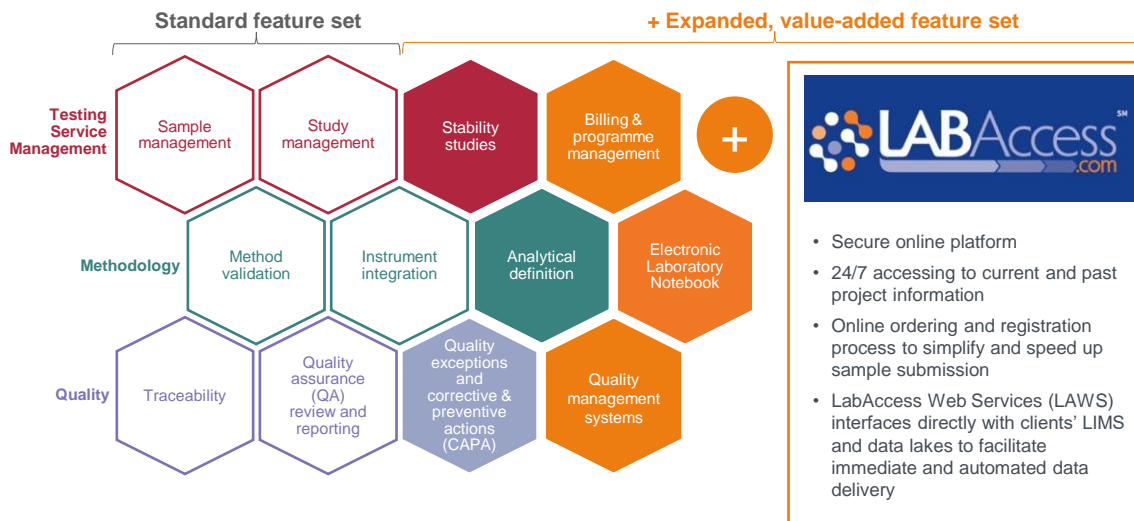 Standard feature set
+ Expanded, value-added feature set
Testing
Service
Management
Sample
management
Study
management
Stability
studies
Billing &
programme
management
+
Methodology
Method
validation
Instrument
integration
Analytical
definition
Electronic
Laboratory
Notebook
Quality
Traceability
Quality
assurance
(QA)
review and
reporting
Quality
exceptions
and
corrective &
preventive
actions
(CAPA)
Quality
management
systems
LABAccess℠
.com
• Secure online platform
• 24/7 accessing to current and past
project information
• Online ordering and registration
process to simplify and speed up
sample submission
• LabAccess Web Services (LAWS)
interfaces directly with clients’ LIMS
and data lakes to facilitate
immediate and automated data
delivery